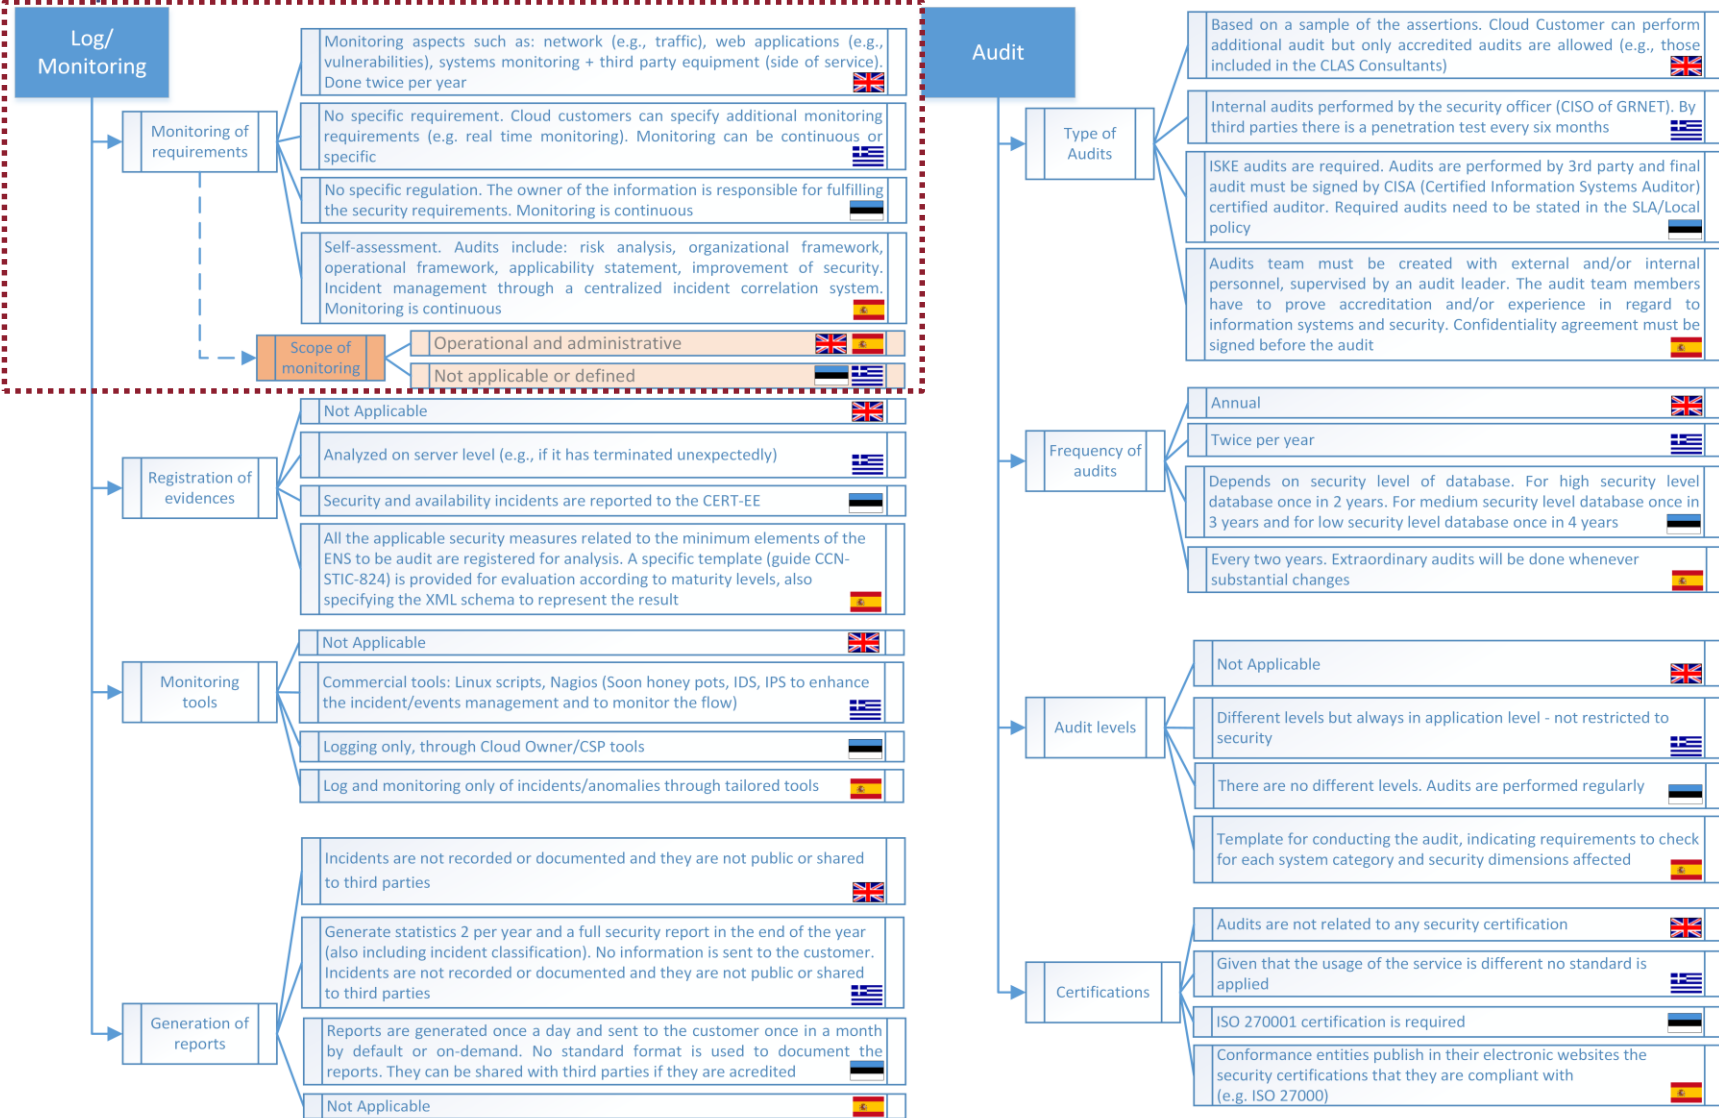 Log/
Monitoring
Monitoring of
requirements
Monitoring aspects such as: network (e.g., traffic), web applications (e.g.,
vulnerabilities), systems monitoring + third party equipment (side of service).
Done twice per year
No specific requirement. Cloud customers can specify additional monitoring
requirements (e.g. real time monitoring). Monitoring can be continuous or
specific
No specific regulation. The owner of the information is responsible for fulfilling
the security requirements. Monitoring is continuous
Self-assessment. Audits include: risk analysis, organizational framework,
operational framework, applicability statement, improvement of security.
Incident management through a centralized incident correlation system.
Monitoring is continuous
Scope of
monitoring
Operational and administrative
Not applicable or defined
Registration of
evidences
Not Applicable
Analyzed on server level (e.g., if it has terminated unexpectedly)
Security and availability incidents are reported to the CERT-EE
All the applicable security measures related to the minimum elements of the
ENS to be audit are registered for analysis. A specific template (guide CCN-
STIC-824) is provided for evaluation according to maturity levels, also
specifying the XML schema to represent the result
Monitoring
tools
Not Applicable
Commercial tools: Linux scripts, Nagios (Soon honey pots, IDS, IPS to enhance
the incident/events management and to monitor the flow)
Logging only, through Cloud Owner/CSP tools
Log and monitoring only of incidents/anomalies through tailored tools
Generation of
reports
Incidents are not recorded or documented and they are not public or shared
to third parties
Generate statistics 2 per year and a full security report in the end of the year
(also including incident classification). No information is sent to the customer.
Incidents are not recorded or documented and they are not public or shared
to third parties
Reports are generated once a day and sent to the customer once in a month
by default or on-demand. No standard format is used to document the
reports. They can be shared with third parties if they are acredited
Not Applicable
Audit
Type of
Audits
Based on a sample of the assertions. Cloud Customer can perform
additional audit but only accredited audits are allowed (e.g., those
included in the CLAS Consultants)
Internal audits performed by the security officer (CISO of GRNET). By
third parties there is a penetration test every six months
ISKE audits are required. Audits are performed by 3rd party and final
audit must be signed by CISA (Certified Information Systems Auditor)
certified auditor. Required audits need to be stated in the SLA/Local
policy
Audits team must be created with external and/or internal
personnel, supervised by an audit leader. The audit team members
have to prove accreditation and/or experience in regard to
information systems and security. Confidentiality agreement must be
signed before the audit
Frequency of
audits
Annual
Twice per year
Depends on security level of database. For high security level
database once in 2 years. For medium security level database once in
3 years and for low security level database once in 4 years
Every two years. Extraordinary audits will be done whenever
substantial changes
Audit levels
Not Applicable
Different levels but always in application level - not restricted to
security
There are no different levels. Audits are performed regularly
Template for conducting the audit, indicating requirements to check
for each system category and security dimensions affected
Certifications
Audits are not related to any security certification
Given that the usage of the service is different no standard is
applied
ISO 270001 certification is required
Conformance entities publish in their electronic websites the
security certifications that they are compliant with
(e.g. ISO 27000)